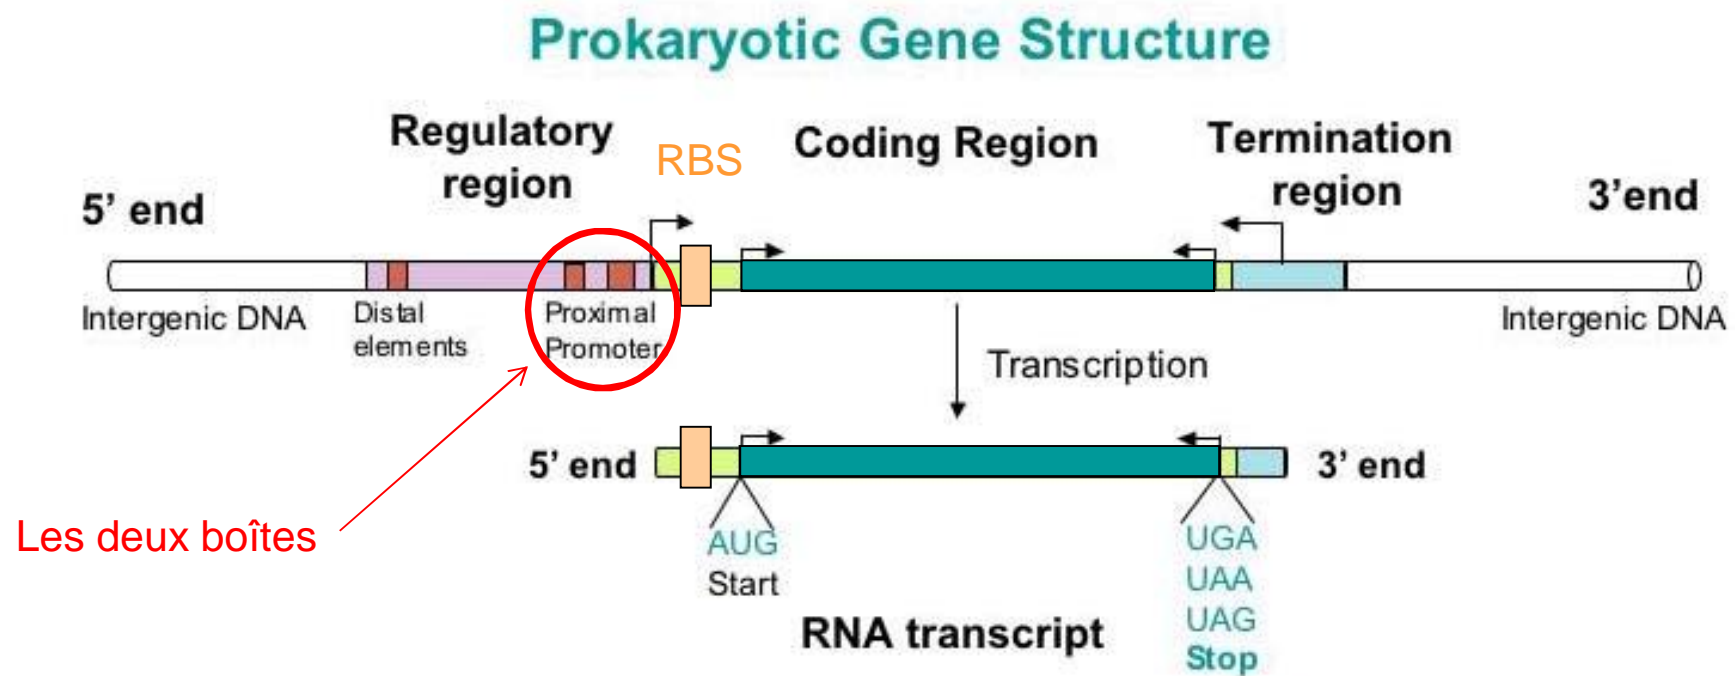 Prokaryotic Gene Structure
Regulatory
region
RBS
Coding Region
Termination
region
5’ end
3’end
Intergenic DNA
Distal
elements
Proximal
Promoter
Intergenic DNA
Transcription
5’ end
3’ end
Les deux boîtes
AUG
Start
UGA
UAA
UAG
Stop
RNA transcript